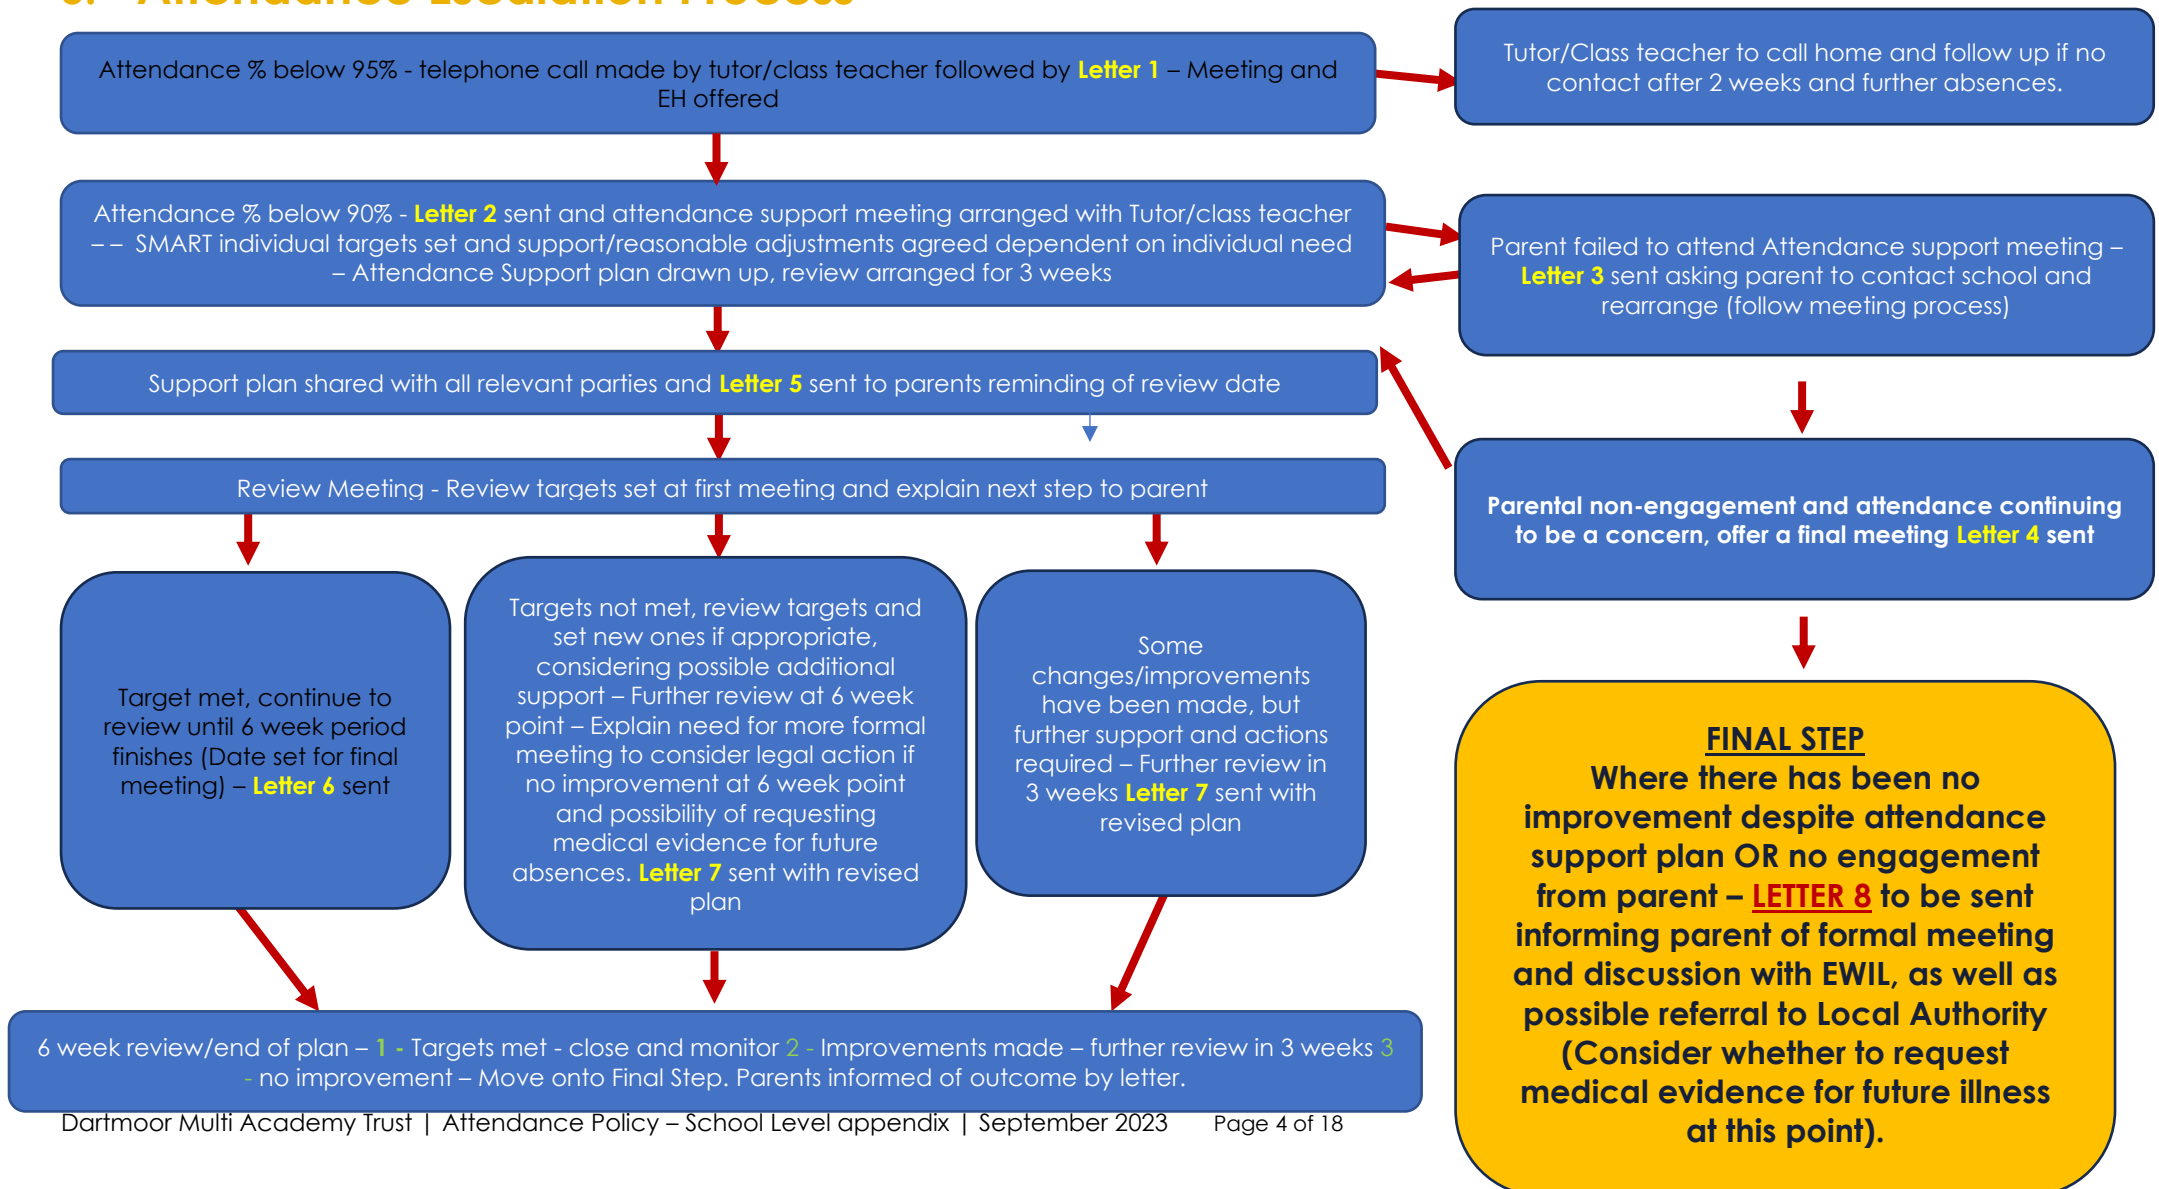 Attendance Escalation Process
Attendance % below 95% - telephone call made by tutor/class teacher followed by Letter 1 – Meeting and
EH offered
Tutor/Class teacher to call home and follow up if no
contact after 2 weeks and further absences.
Attendance % below 90% - Letter 2 sent and attendance support meeting arranged with Tutor/class teacher
– – SMART individual targets set and support/reasonable adjustments agreed dependent on individual need
– Attendance Support plan drawn up, review arranged for 3 weeks
Parent failed to attend Attendance support meeting –
Letter 3 sent asking parent to contact school and
rearrange (follow meeting process)
Support plan shared with all relevant parties and Letter 5 sent to parents reminding of review date
Review Meeting - Review targets set at first meeting and explain next step to parent
Parental non-engagement and attendance continuing
to be a concern, offer a final meeting Letter 4 sent
Target met, continue to
review until 6 week period
finishes (Date set for final
meeting) – Letter 6 sent
Targets not met, review targets and
set new ones if appropriate,
considering possible additional
support – Further review at 6 week
point – Explain need for more formal
meeting to consider legal action if
no improvement at 6 week point
and possibility of requesting
medical evidence for future
absences. Letter 7 sent with revised
plan
Some
changes/improvements
have been made, but
further support and actions
required – Further review in
3 weeks Letter 7 sent with
revised plan
FINAL STEP
Where there has been no
improvement despite attendance
support plan OR no engagement
from parent – LETTER 8 to be sent
informing parent of formal meeting
and discussion with EWIL, as well as
possible referral to Local Authority
(Consider whether to request
medical evidence for future illness
at this point).
6 week review/end of plan – 1 - Targets met - close and monitor 2 - Improvements made – further review in 3 weeks 3
- no improvement – Move onto Final Step. Parents informed of outcome by letter.
Dartmoor Multi Academy Trust | Attendance Policy – School Level appendix | September 2023 Page 4 of 18